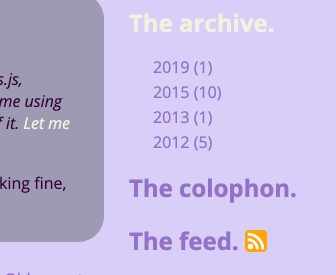 The archive.
s.js,
me using
f it. Let me
king fine,
2019 (1)
2015 (10)
2013 (1)
2012 (5)
The colophon.
The feed.